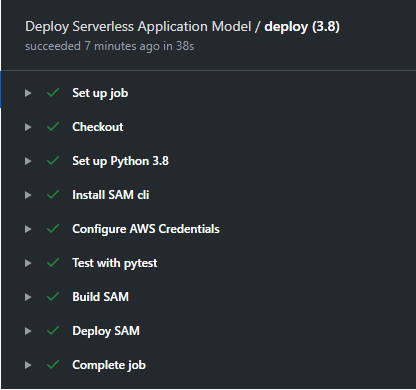 Deploy Serverless Application Model / deploy (3.8)
succeeded 7 minutes ago in 38s
Set up job
Checkout
Set up Python 3.8
Install SAM cli
Configure AWS Credentials
Test with pytest
Build SAM
Deploy SAM
Complete job